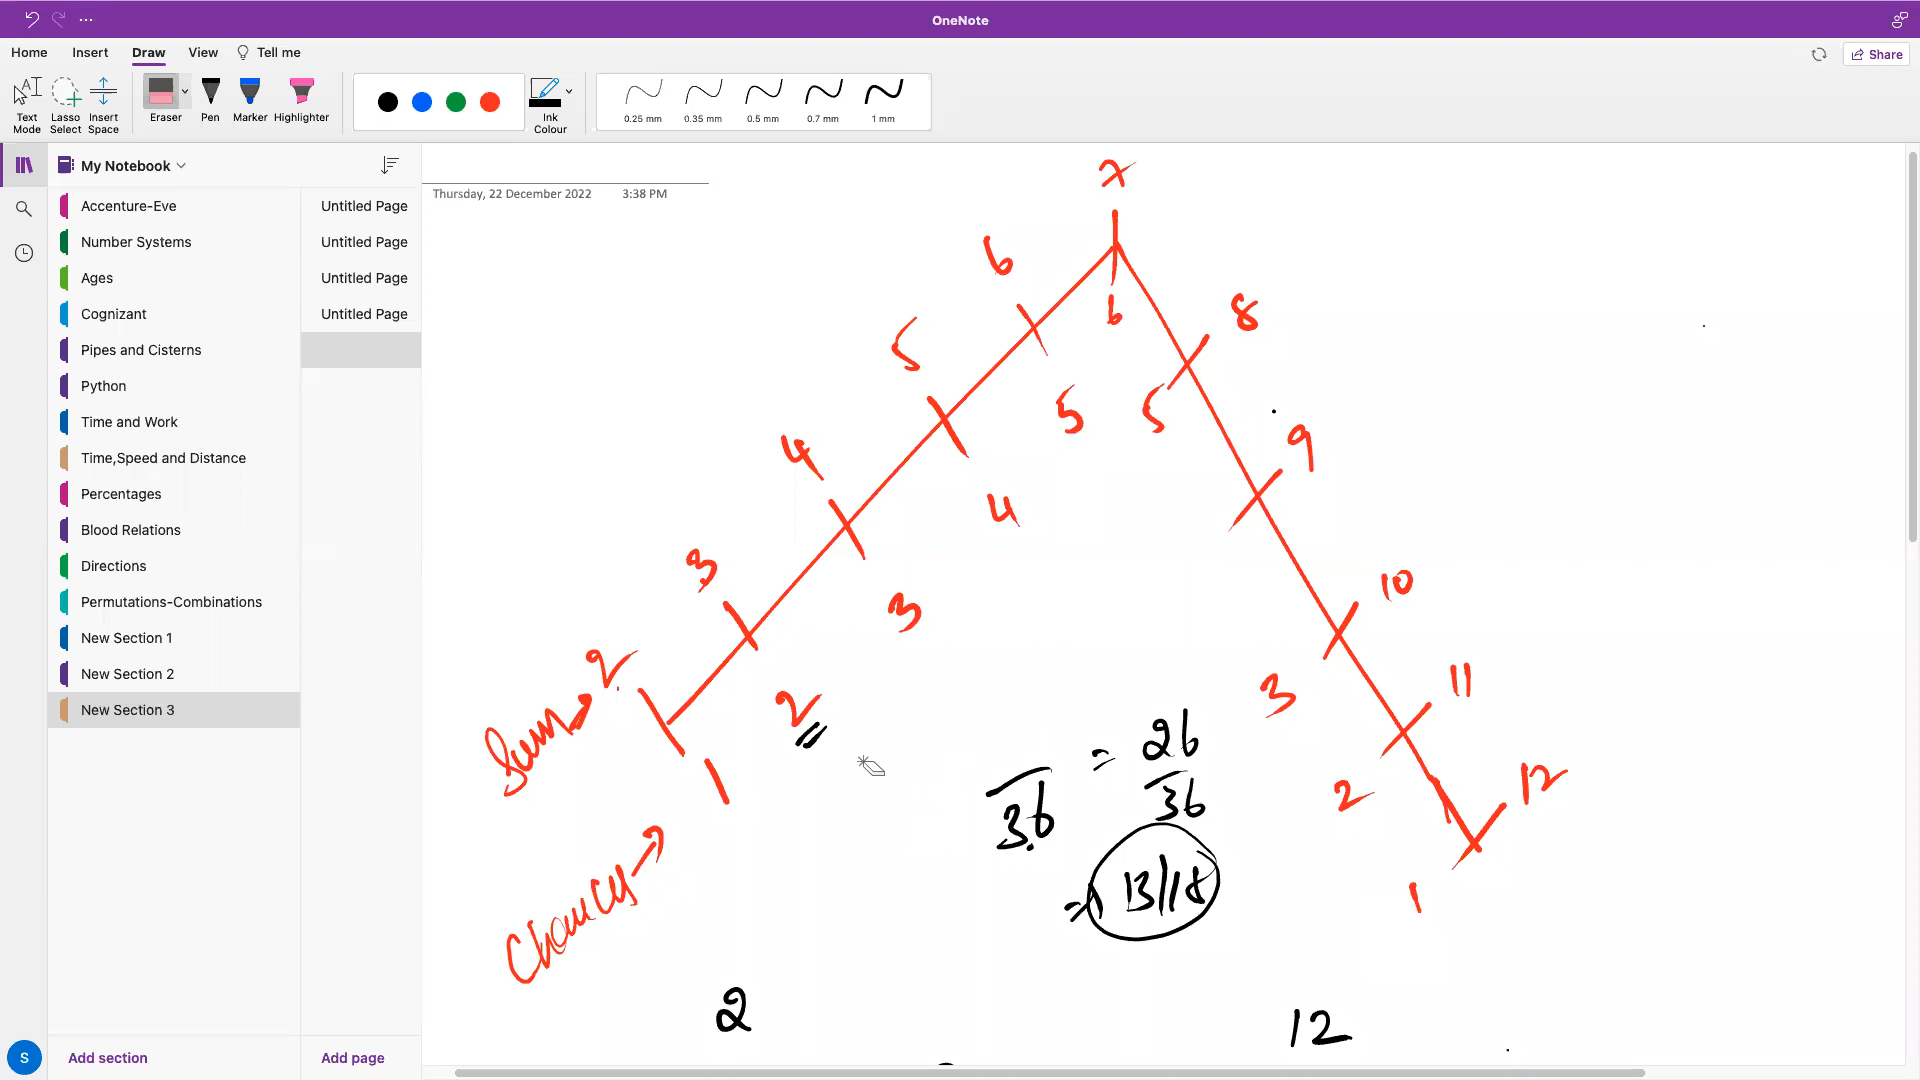 OneNote
Home Insert Draw View Tell me
Share
Text Mode
Lasso Select
Insert Space
Eraser
Pen
Marker
Highlighter
Ink Colour
0.25 mm
0.35 mm
0.5 mm
0.7 mm
1 mm
My Notebook
Accenture-Eve
Number Systems
Ages
Cognizant
Pipes and Cisterns
Python
Time and Work
Time,Speed and Distance
Percentages
Blood Relations
Directions
Permutations-Combinations
New Section 1
New Section 2
New Section 3
Add section
Untitled Page
Untitled Page
Untitled Page
Untitled Page
Add page
S
Thursday, 22 December 2022 3:38 PM
7
6
6 8
5
5 5
9
4
4
10
3
3
Sum → 2
2
3
11
2
12
1
1
Chances →
36 = 26
36
= 13/18
2
12